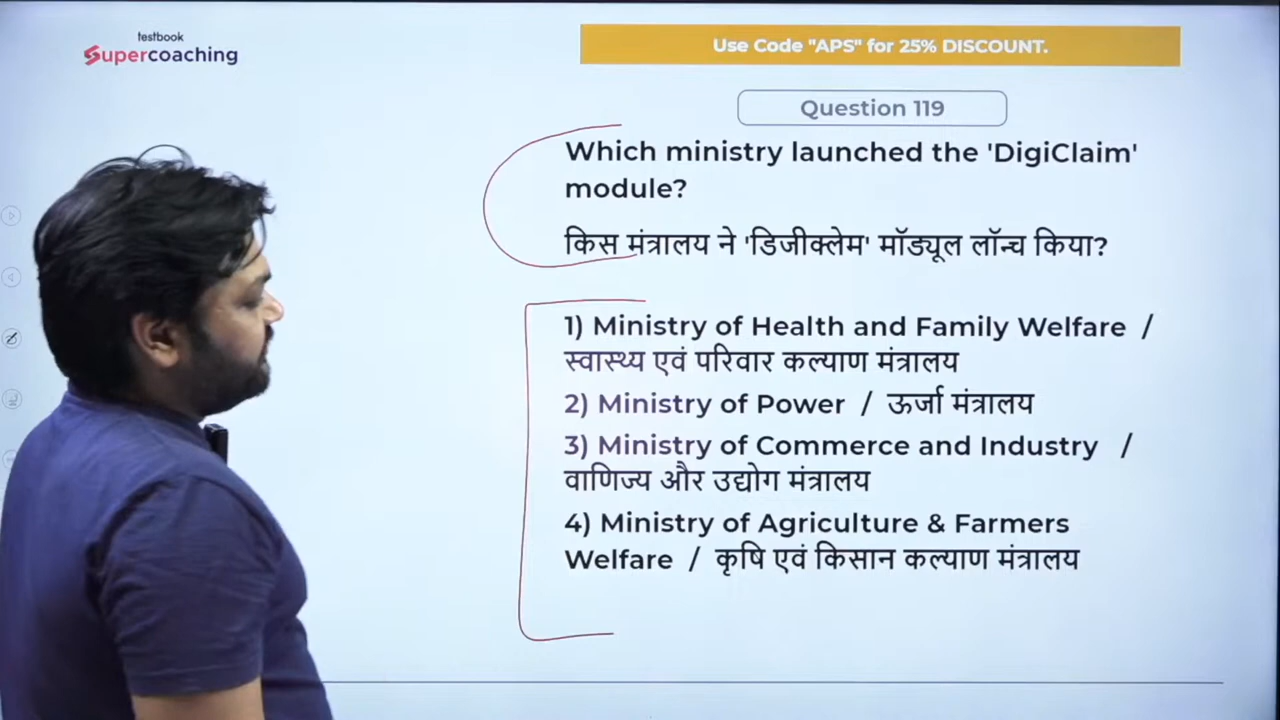 testbook
Supercoaching
Use Code "APS" for 25% DISCOUNT.
Question 119
Which ministry launched the 'DigiClaim'
module?
किस मंत्रालय ने 'डिजीक्लेम' मॉड्यूल लॉन्च किया?
1) Ministry of Health and Family Welfare /
स्वास्थ्य एवं परिवार कल्याण मंत्रालय
2) Ministry of Power / ऊर्जा मंत्रालय
3) Ministry of Commerce and Industry /
वाणिज्य और उद्योग मंत्रालय
4) Ministry of Agriculture & Farmers
Welfare / कृषि एवं किसान कल्याण मंत्रालय